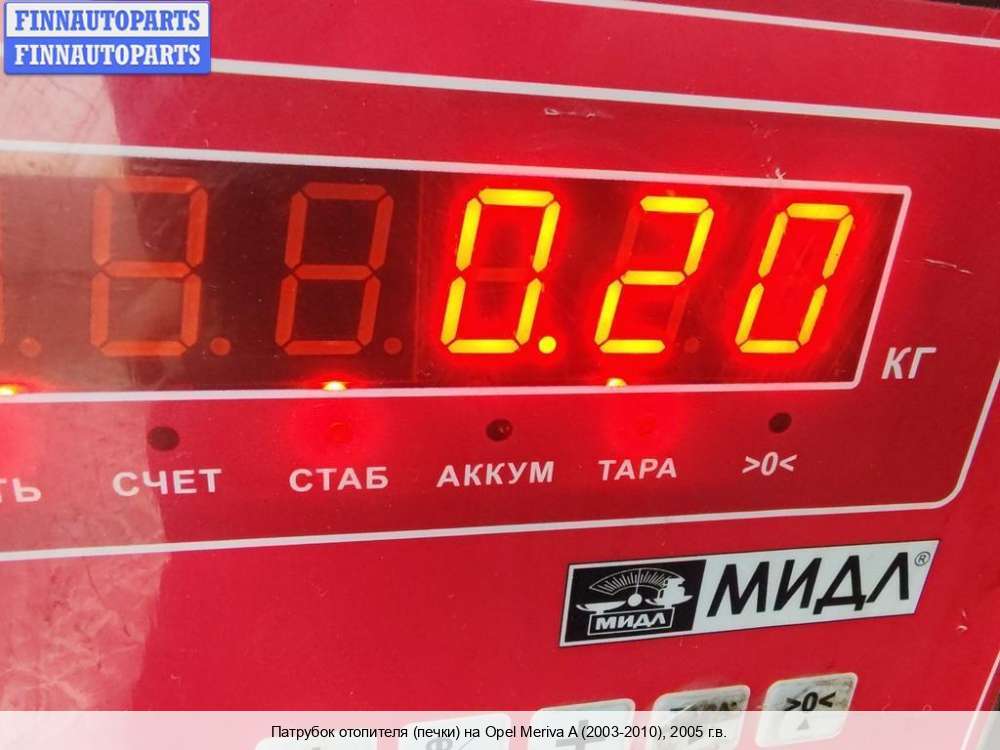 FINNAUTOPARTS
FINNAUTOPARTS
0.20
КГ
ТЬ СЧЕТ СТАБ АККУМ ТАРА >0<
МИДЛ МИДЛ®
>0<
Патрубок отопителя (печки) на Opel Meriva A (2003-2010), 2005 г.в.